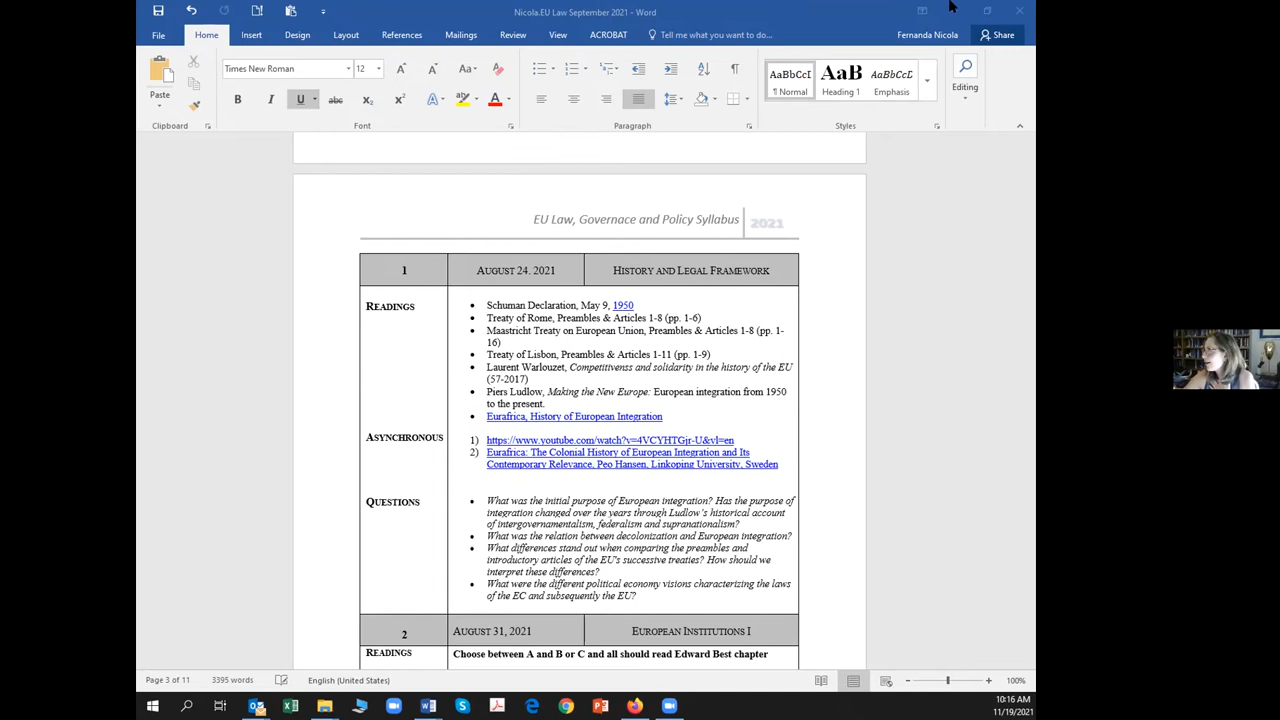 Nicola.EU Law September 2021 - Word
File Home Insert Design Layout References Mailings Review View ACROBAT Tell me what you want to do... Fernanda Nicola Share
Times New Roman 12
Paste
AaBbCcI AaB AaBbCcL
¶ Normal Heading 1 Emphasis
Editing
Clipboard Font Paragraph Styles
EU Law, Governace and Policy Syllabus 2021
1 AUGUST 24. 2021 HISTORY AND LEGAL FRAMEWORK
READINGS
• Schuman Declaration, May 9, 1950
• Treaty of Rome, Preambles & Articles 1-8 (pp. 1-6)
• Maastricht Treaty on European Union, Preambles & Articles 1-8 (pp. 1-
16)
• Treaty of Lisbon, Preambles & Articles 1-11 (pp. 1-9)
• Laurent Warlouzet, Competitivenss and solidarity in the history of the EU
(57-2017)
• Piers Ludlow, Making the New Europe: European integration from 1950
to the present.
• Eurafrica, History of European Integration
ASYNCHRONOUS
1) https://www.youtube.com/watch?v=4VCYHTGjr-U&vl=en
2) Eurafrica: The Colonial History of European Integration and Its
Contemporary Relevance, Peo Hansen, Linkoping University, Sweden
QUESTIONS
• What was the initial purpose of European integration? Has the purpose of
integration changed over the years through Ludlow's historical account
of intergovernamentalism, federalism and supranationalism?
• What was the relation between decolonization and European integration?
• What differences stand out when comparing the preambles and
introductory articles of the EU's successive treaties? How should we
interpret these differences?
• What were the different political economy visions characterizing the laws
of the EC and subsequently the EU?
2 AUGUST 31, 2021 EUROPEAN INSTITUTIONS I
READINGS Choose between A and B or C and all should read Edward Best chapter
Page 3 of 11 3395 words English (United States) 100%
10:16 AM
11/19/2021